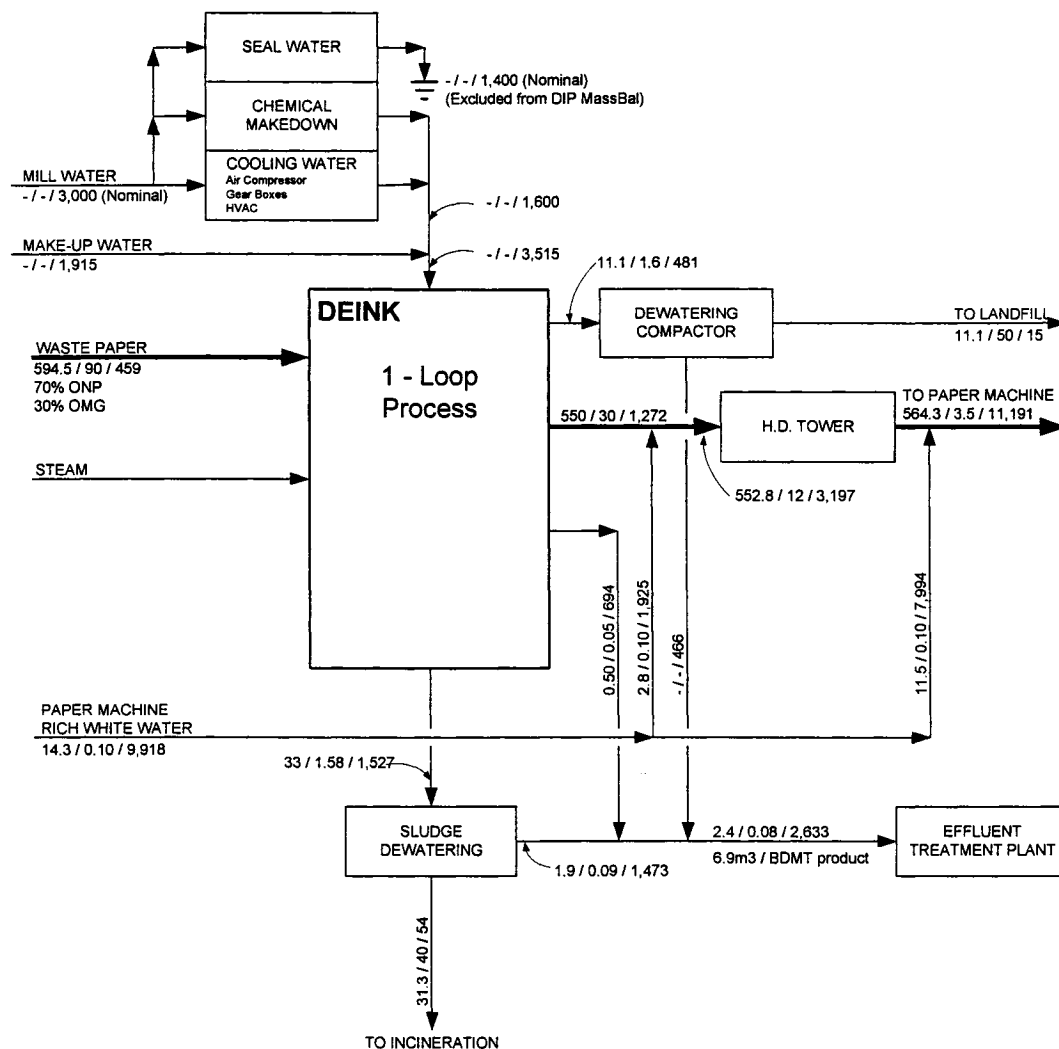 SEAL WATER
- / - / 1,400 (Nominal)
(Excluded from DIP MassBal)
CHEMICAL
MAKEDOWN
COOLING WATER
Air Compressor
Gear Boxes
HVAC
MILL WATER
- / - / 3,000 (Nominal)
- / - / 1,600
MAKE-UP WATER
- / - / 1,915
- / - / 3,515
11.1 / 1.6 / 481
DEINK
1 - Loop
Process
DEWATERING
COMPACTOR
TO LANDFILL
11.1 / 50 / 15
WASTE PAPER
594.5 / 90 / 459
70% ONP
30% OMG
550 / 30 / 1,272
H.D. TOWER
TO PAPER MACHINE
564.3 / 3.5 / 11,191
STEAM
552.8 / 12 / 3,197
0.50 / 0.05 / 694
2.8 / 0.10 / 1,925
- / - / 466
11.5 / 0.10 / 7,994
PAPER MACHINE
RICH WHITE WATER
14.3 / 0.10 / 9,918
33 / 1.58 / 1,527
SLUDGE
DEWATERING
1.9 / 0.09 / 1,473
2.4 / 0.08 / 2,633
6.9m3 / BDMT product
EFFLUENT
TREATMENT PLANT
31.3 / 40 / 54
TO INCINERATION